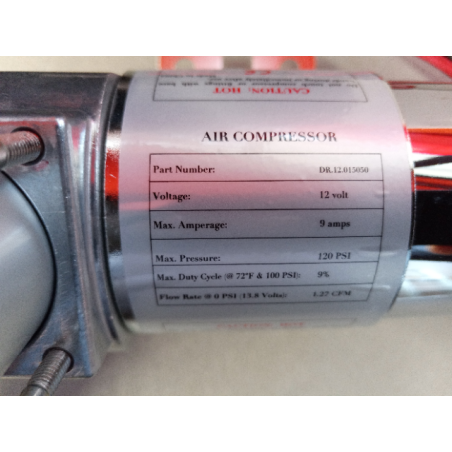 CAUTION: HOT
AIR COMPRESSOR
Part Number: DR.12.015050
Voltage: 12 volt
Max. Amperage: 9 amps
Max. Pressure: 120 PSI
Max. Duty Cycle (@ 72°F & 100 PSI): 9%
Flow Rate @ 0 PSI (13.8 Volts): 1.27 CFM